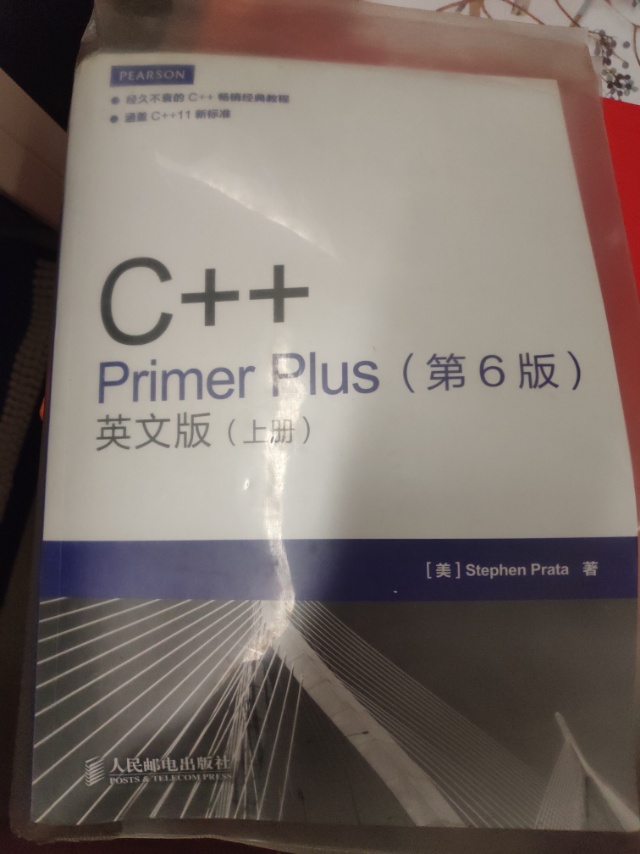 PEARSON
● 经久不衰的 C++ 畅销经典教程
● 涵盖 C++11 新标准
C++
Primer Plus（第 6 版）
英文版（上册）
［美］Stephen Prata 著
人民邮电出版社
POSTS & TELECOM PRESS